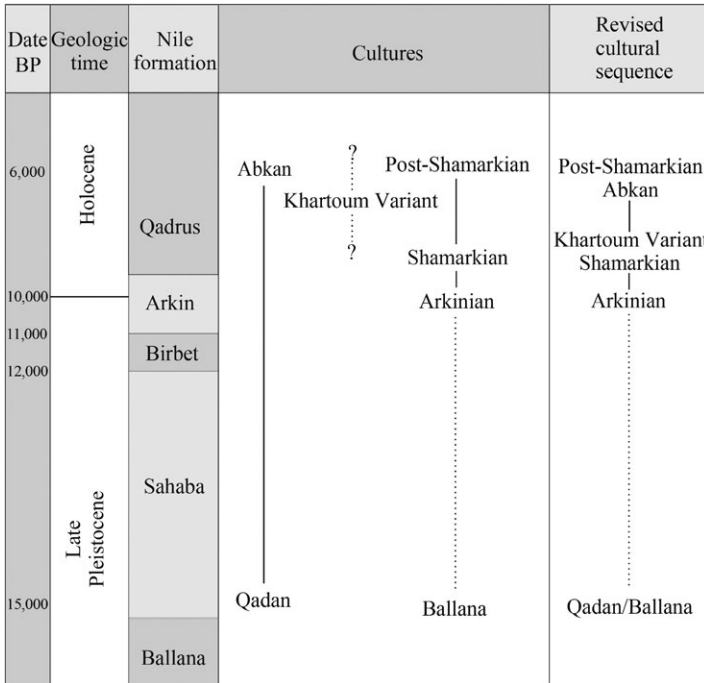 Date
BP
Geologic
time
Nile
formation
Cultures
Revised
cultural
sequence
6,000
10,000
11,000
12,000
15,000
Holocene
Late
Pleistocene
Qadrus
Arkin
Birbet
Sahaba
Ballana
Abkan
Qadan
?
Khartoum Variant
?
Post-Shamarkian
Shamarkian
Arkinian
Ballana
Post-Shamarkian
Abkan
Khartoum Variant
Shamarkian
Arkinian
Qadan/Ballana